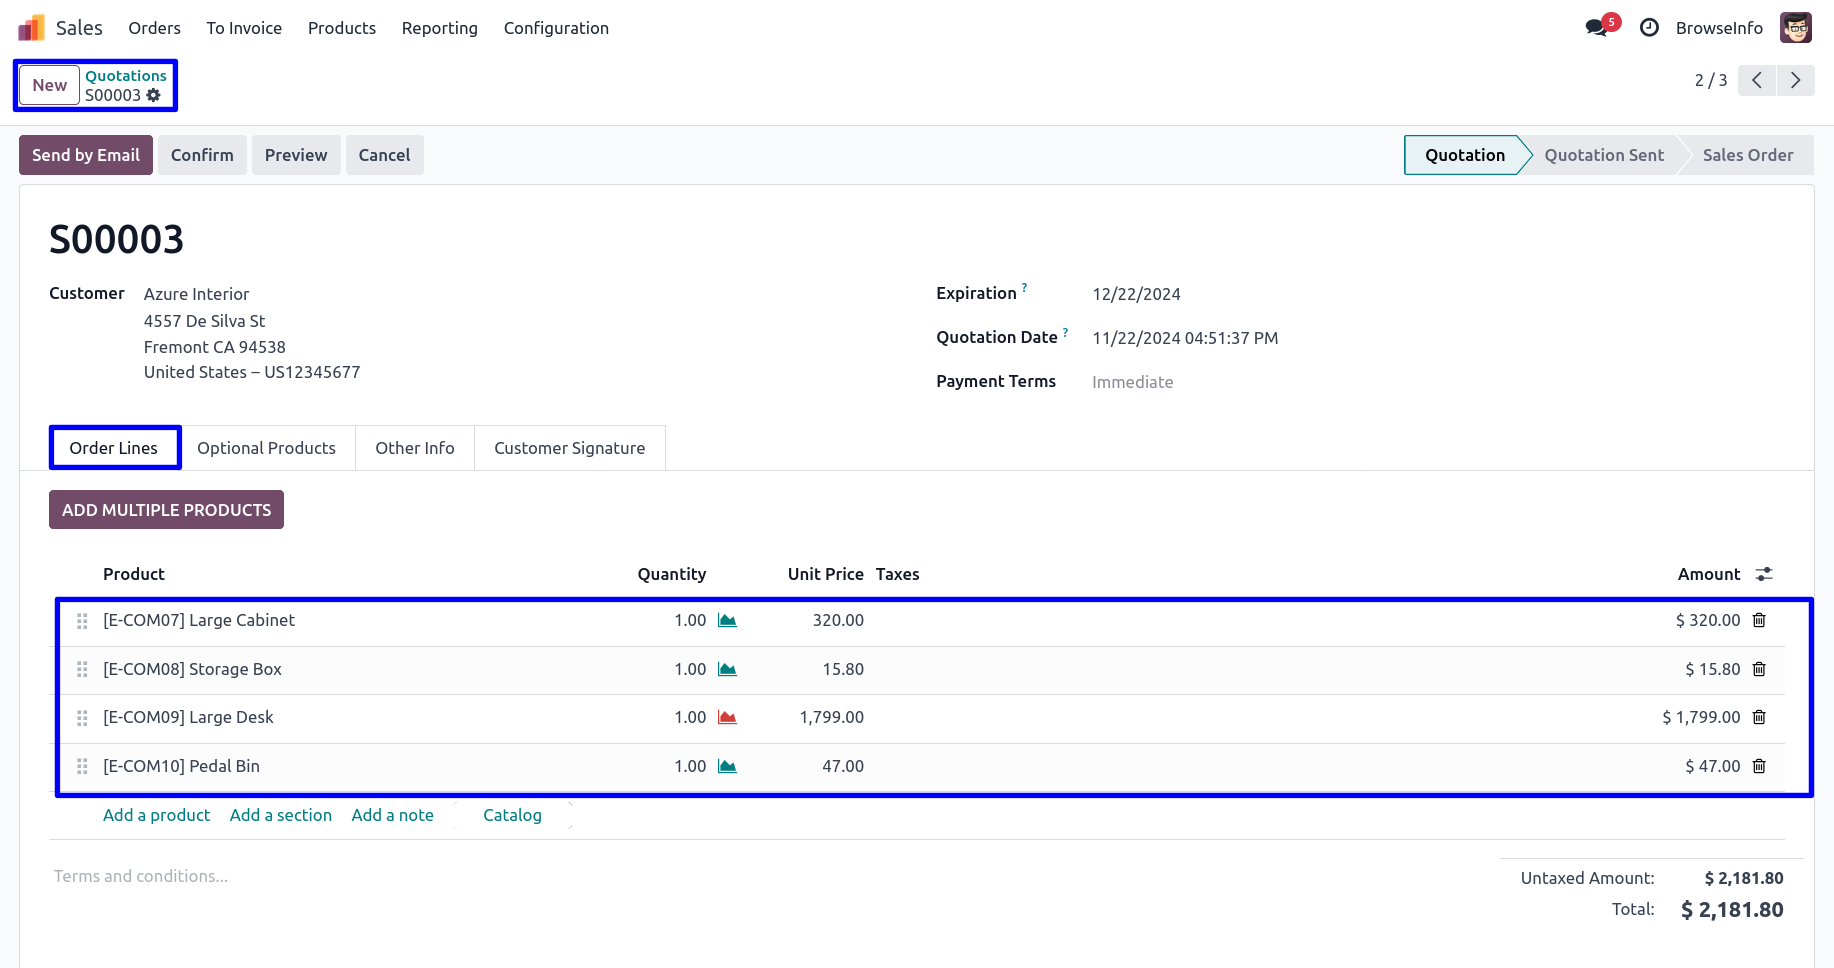 Sales Orders To Invoice Products Reporting Configuration 5 BrowseInfo
New Quotations
S00003
2 / 3
Send by Email Confirm Preview Cancel Quotation Quotation Sent Sales Order
S00003
Customer Azure Interior
4557 De Silva St
Fremont CA 94538
United States – US12345677
Expiration ? 12/22/2024
Quotation Date ? 11/22/2024 04:51:37 PM
Payment Terms Immediate
Order Lines Optional Products Other Info Customer Signature
ADD MULTIPLE PRODUCTS
Product Quantity Unit Price Taxes Amount
[E-COM07] Large Cabinet 1.00 320.00 $ 320.00
[E-COM08] Storage Box 1.00 15.80 $ 15.80
[E-COM09] Large Desk 1.00 1,799.00 $ 1,799.00
[E-COM10] Pedal Bin 1.00 47.00 $ 47.00
Add a product Add a section Add a note Catalog
Terms and conditions...
Untaxed Amount: $ 2,181.80
Total: $ 2,181.80